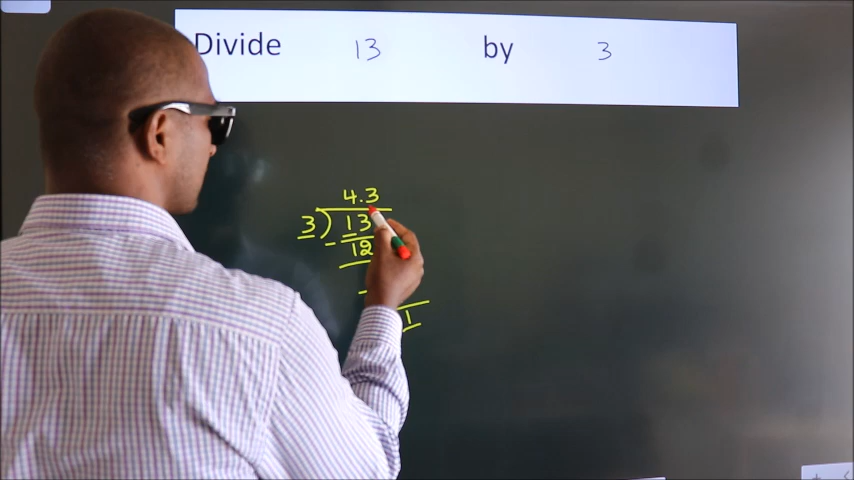 Divide 13 by 3
4.3
3 ) 13
- 12
-
1